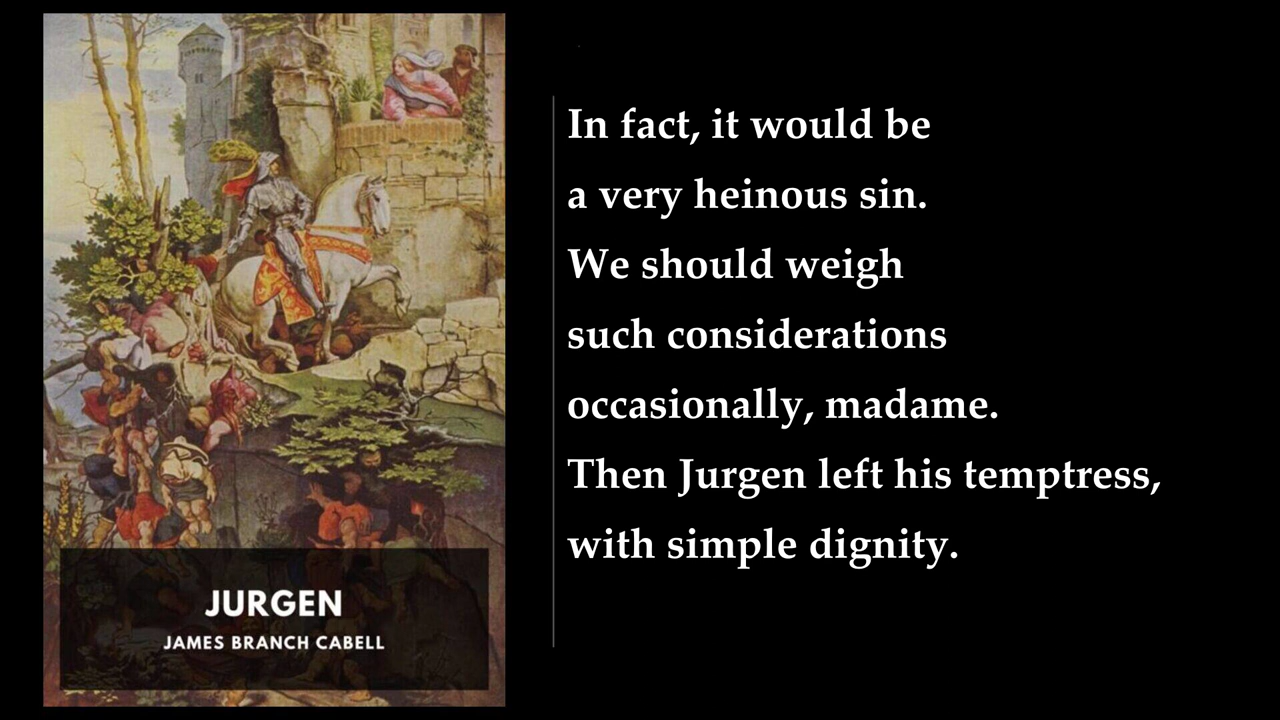 JURGEN
JAMES BRANCH CABELL
In fact, it would be
a very heinous sin.
We should weigh
such considerations
occasionally, madame.
Then Jurgen left his temptress,
with simple dignity.